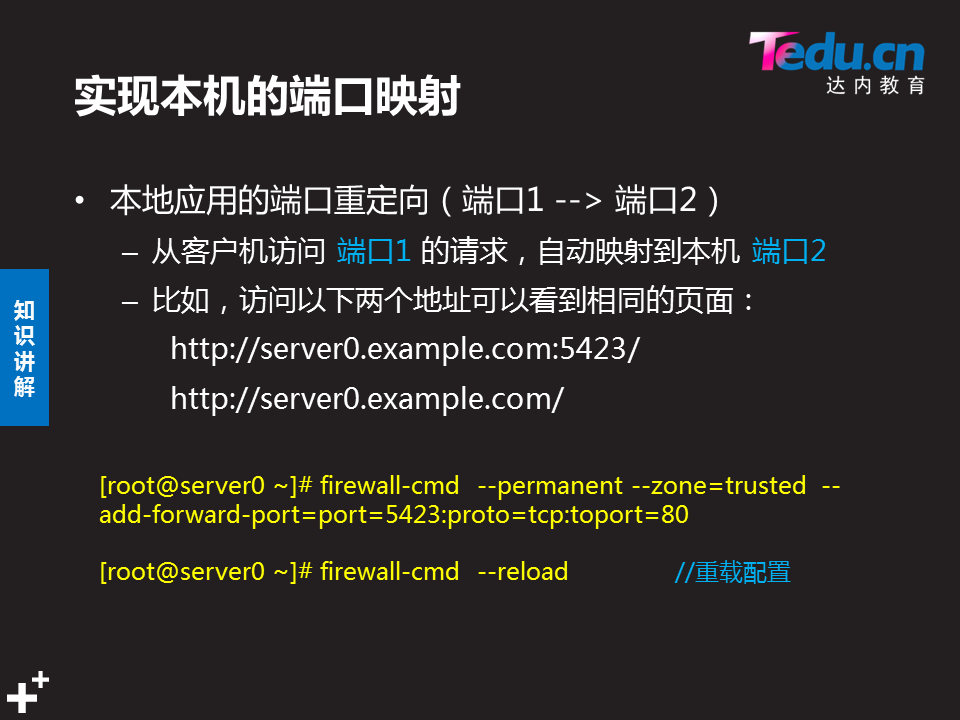 Tedu.cn
达内教育
实现本机的端口映射
• 本地应用的端口重定向（端口1 --> 端口2）
– 从客户机访问 端口1 的请求，自动映射到本机 端口2
– 比如，访问以下两个地址可以看到相同的页面：
http://server0.example.com:5423/
http://server0.example.com/
知
识
讲
解
[root@server0 ~]# firewall-cmd --permanent --zone=trusted --
add-forward-port=port=5423:proto=tcp:toport=80
[root@server0 ~]# firewall-cmd --reload //重载配置